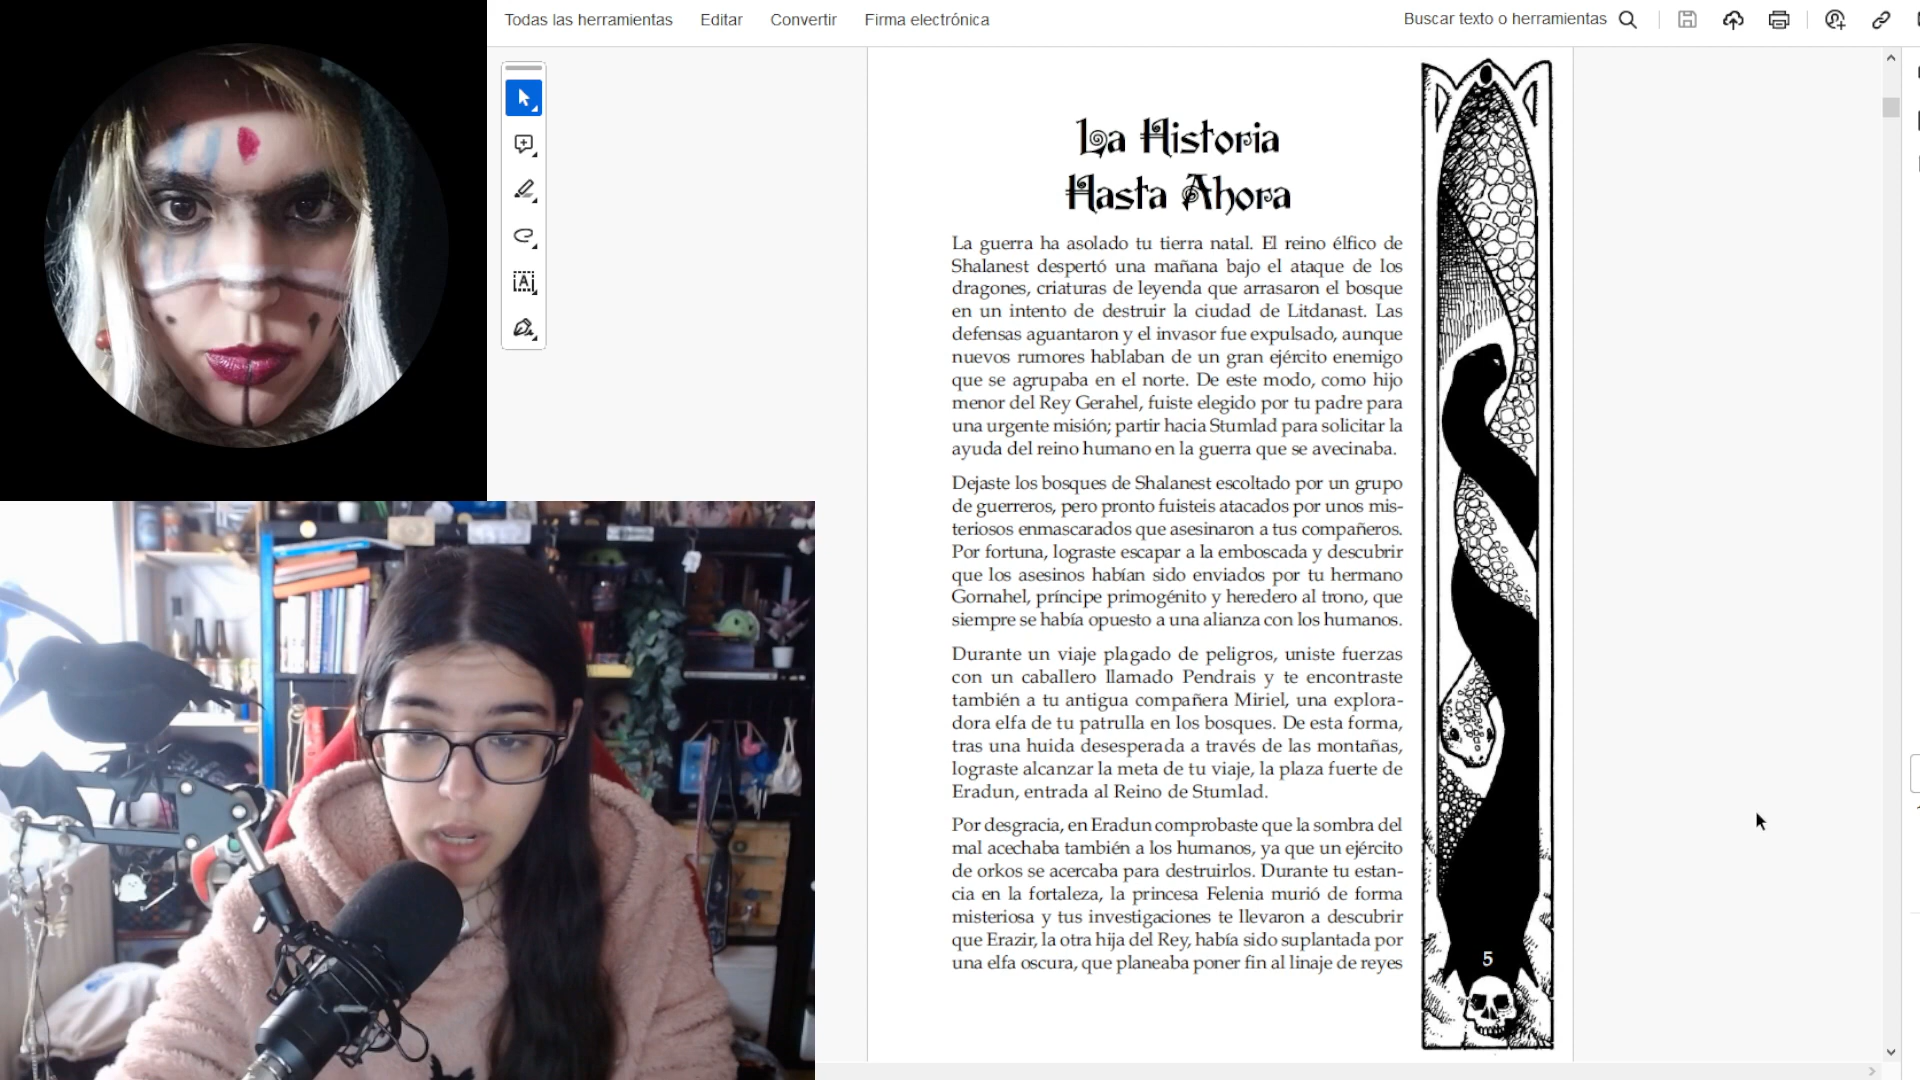 Todas las herramientas Editar Convertir Firma electrónica Buscar texto o herramientas
La Historia
Hasta Ahora
La guerra ha asolado tu tierra natal. El reino élfico de
Shalanest despertó una mañana bajo el ataque de los
dragones, criaturas de leyenda que arrasaron el bosque
en un intento de destruir la ciudad de Litdanast. Las
defensas aguantaron y el invasor fue expulsado, aunque
nuevos rumores hablaban de un gran ejército enemigo
que se agrupaba en el norte. De este modo, como hijo
menor del Rey Gerahel, fuiste elegido por tu padre para
una urgente misión; partir hacia Stumlad para solicitar la
ayuda del reino humano en la guerra que se avecinaba.
Dejaste los bosques de Shalanest escoltado por un grupo
de guerreros, pero pronto fuisteis atacados por unos mis-
teriosos enmascarados que asesinaron a tus compañeros.
Por fortuna, lograste escapar a la emboscada y descubrir
que los asesinos habían sido enviados por tu hermano
Gornahel, príncipe primogénito y heredero al trono, que
siempre se había opuesto a una alianza con los humanos.
Durante un viaje plagado de peligros, uniste fuerzas
con un caballero llamado Pendrais y te encontraste
también a tu antigua compañera Miriel, una explora-
dora elfa de tu patrulla en los bosques. De esta forma,
tras una huida desesperada a través de las montañas,
lograste alcanzar la meta de tu viaje, la plaza fuerte de
Eradun, entrada al Reino de Stumlad.
Por desgracia, en Eradun comprobaste que la sombra del
mal acechaba también a los humanos, ya que un ejército
de orkos se acercaba para destruirlos. Durante tu estan-
cia en la fortaleza, la princesa Felenia murió de forma
misteriosa y tus investigaciones te llevaron a descubrir
que Erazir, la otra hija del Rey, había sido suplantada por
una elfa oscura, que planeaba poner fin al linaje de reyes
5